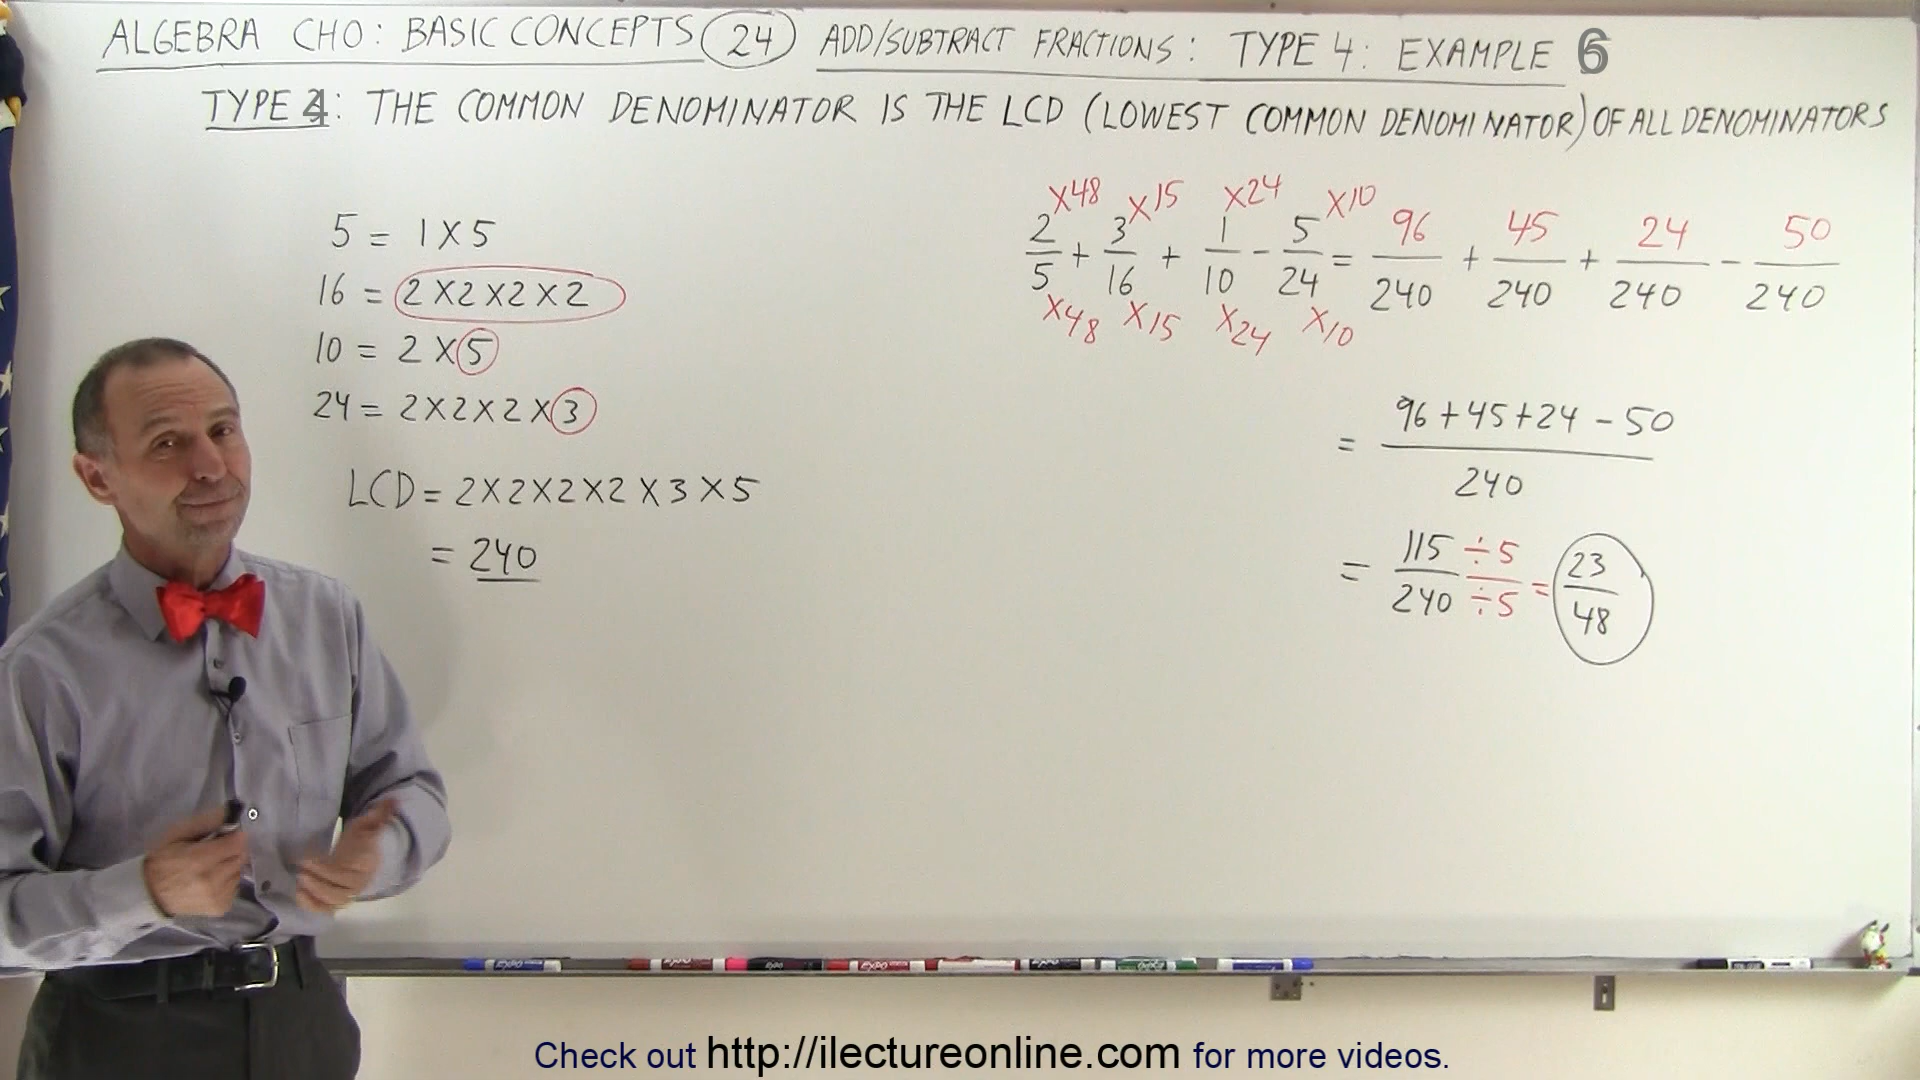 ALGEBRA CH0: BASIC CONCEPTS 24 ADD/SUBTRACT FRACTIONS: TYPE 4: EXAMPLE 6
TYPE 4: THE COMMON DENOMINATOR IS THE LCD (LOWEST COMMON DENOMINATOR) OF ALL DENOMINATORS
5 = 1 X 5
16 = 2 X 2 X 2 X 2
10 = 2 X 5
24 = 2 X 2 X 2 X 3
LCD = 2 X 2 X 2 X 2 X 3 X 5
= 240
X48 X15 X24 X10
2/5 + 3/16 + 1/10 - 5/24 = 96/240 + 45/240 + 24/240 - 50/240
X48 X15 X24 X10
= 96 + 45 + 24 - 50
240
= 115/240 ÷5/÷5 = 23/48
EXPO
EXPO
EXPO
Check out http://ilectureonline.com for more videos.